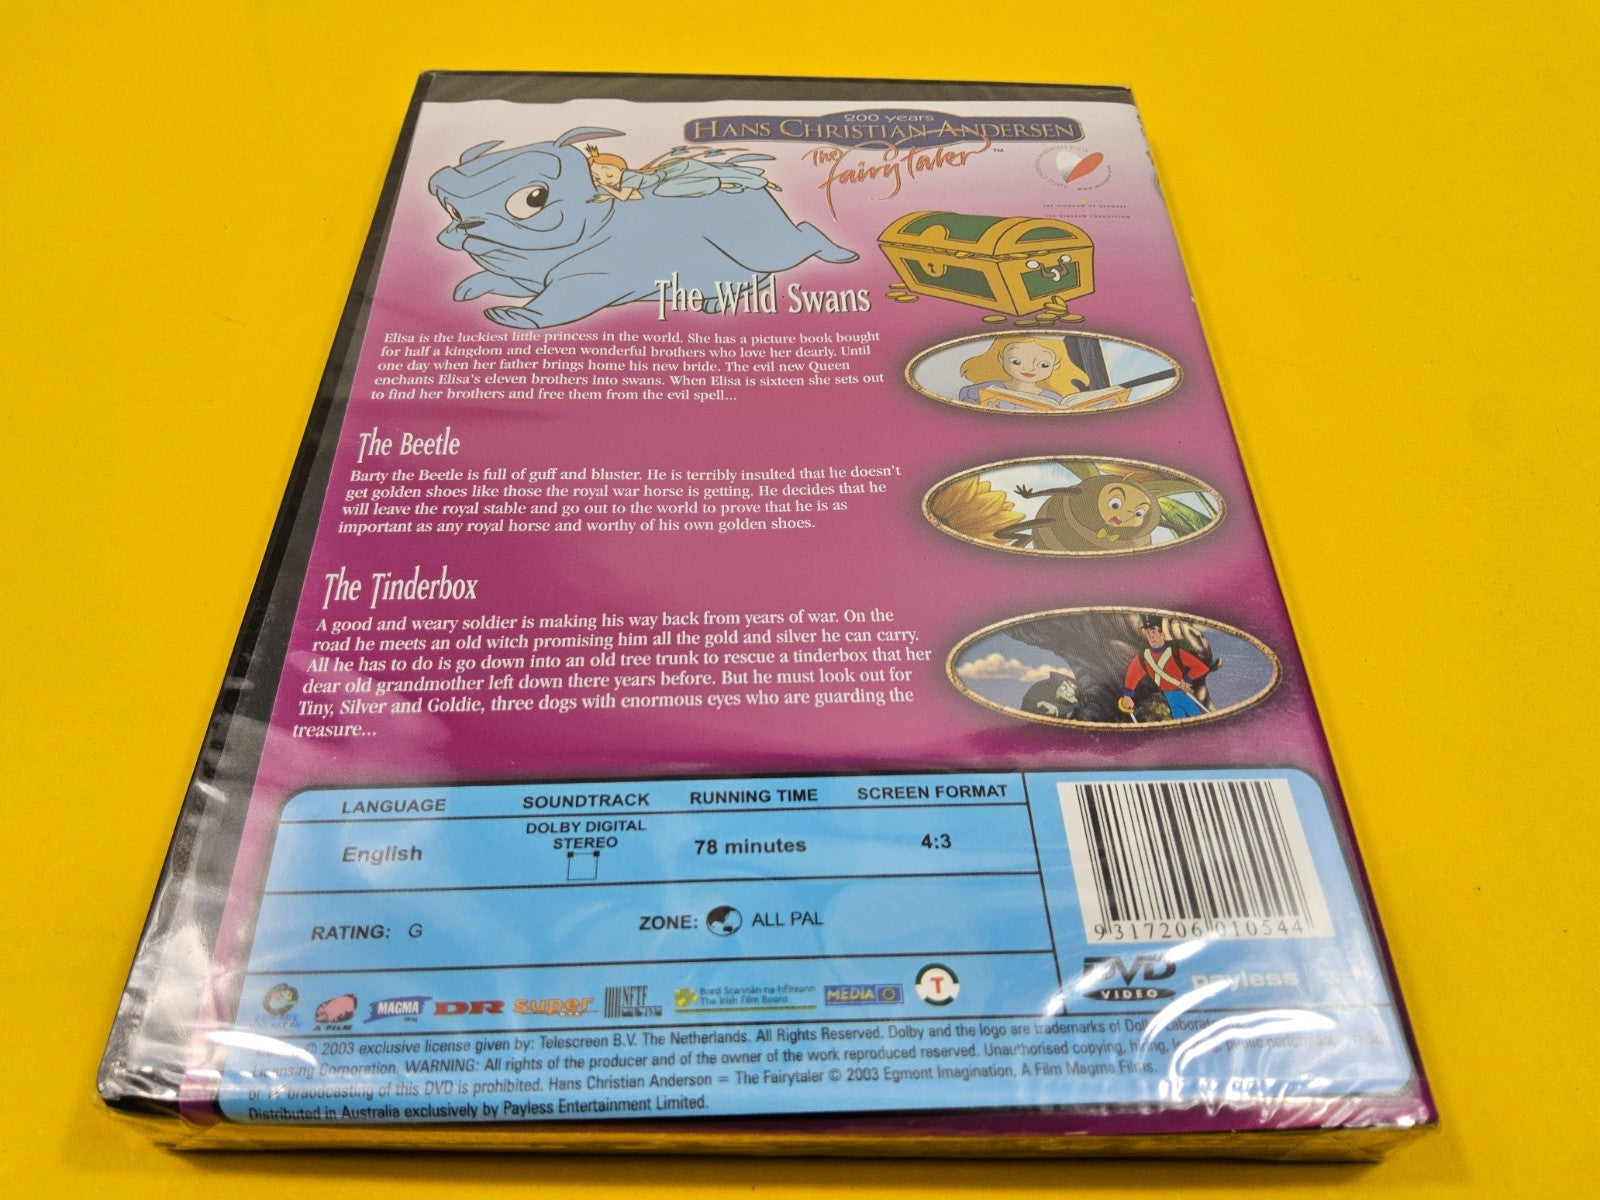 200 years
HANS CHRISTIAN ANDERSEN
The Fairytaler ™
The Wild Swans
Elisa is the luckiest little princess in the world. She has a picture book bought
for half a kingdom and eleven wonderful brothers who love her dearly. Until
one day when her father brings home his new bride. The evil new Queen
enchants Elisa's eleven brothers into swans. When Elisa is sixteen she sets out
to find her brothers and free them from the evil spell...
The Beetle
Barty the Beetle is full of guff and bluster. He is terribly insulted that he doesn't
get golden shoes like those the royal war horse is getting. He decides that he
will leave the royal stable and go out to the world to prove that he is as
important as any royal horse and worthy of his own golden shoes.
The Tinderbox
A good and weary soldier is making his way back from years of war. On the
road he meets an old witch promising him all the gold and silver he can carry.
All he has to do is go down into an old tree trunk to rescue a tinderbox that her
dear old grandmother left down there years before. But he must look out for
Tiny, Silver and Goldie, three dogs with enormous eyes who are guarding the
treasure...
LANGUAGE SOUNDTRACK RUNNING TIME SCREEN FORMAT
English DOLBY DIGITAL STEREO 78 minutes 4:3
RATING: G ZONE: ALL PAL
9 317206 010544
DVD VIDEO payless
A-FILM MAGMA DR super NFTF Bord Scannán na hÉireann MEDIA T
The Irish Film Board
© 2003 exclusive license given by: Telescreen B.V. The Netherlands. All Rights Reserved. Dolby and the logo are trademarks of
Licensing Corporation. WARNING: All rights of the producer and of the owner of the work reproduced reserved. Unauthorised copying, hiring, public performance, radio
or TV braodcasting of this DVD is prohibited. Hans Christian Anderson = The Fairytaler © 2003 Egmont Imagination, A Film Magma Films.
Distributed in Australia exclusively by Payless Entertainment Limited.